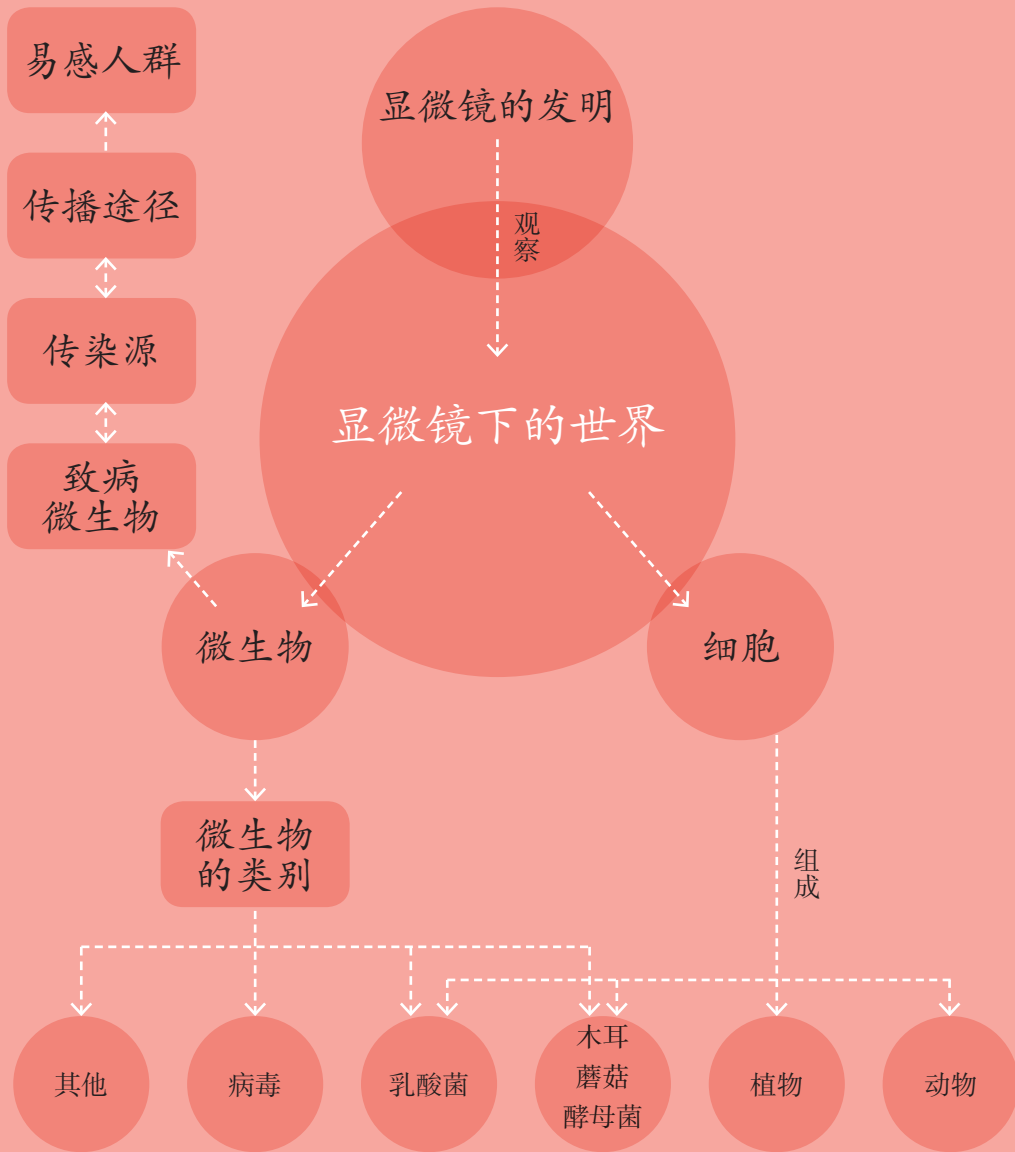 易感人群
显微镜的发明
传播途径
观察
传染源
显微镜下的世界
致病
微生物
微生物
细胞
微生物
的类别
组成
其他
病毒
乳酸菌
木耳
蘑菇
酵母菌
植物
动物